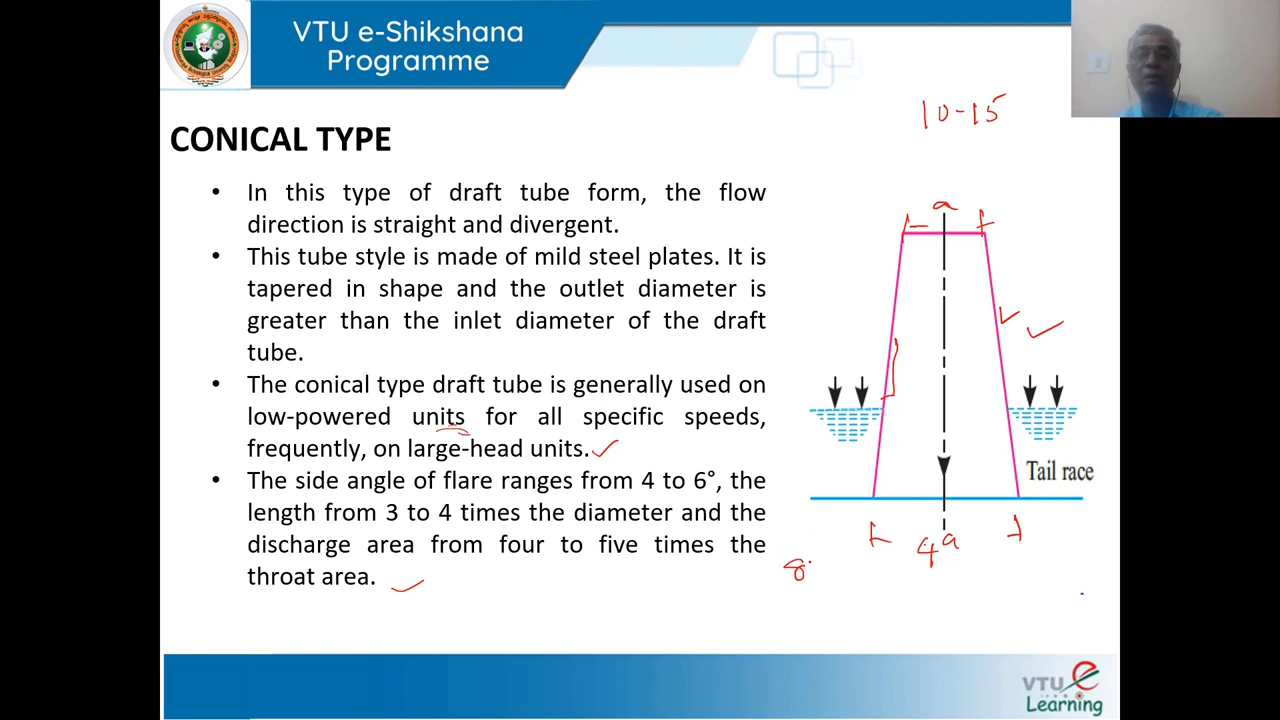 VTU e-Shikshana
Programme
10-15
CONICAL TYPE
• In this type of draft tube form, the flow
direction is straight and divergent.
• This tube style is made of mild steel plates. It is
tapered in shape and the outlet diameter is
greater than the inlet diameter of the draft
tube.
• The conical type draft tube is generally used on
low-powered units for all specific speeds,
frequently, on large-head units.
• The side angle of flare ranges from 4 to 6°, the
length from 3 to 4 times the diameter and the
discharge area from four to five times the
throat area.
a
Tail race
4a
8
VTU e
Learning